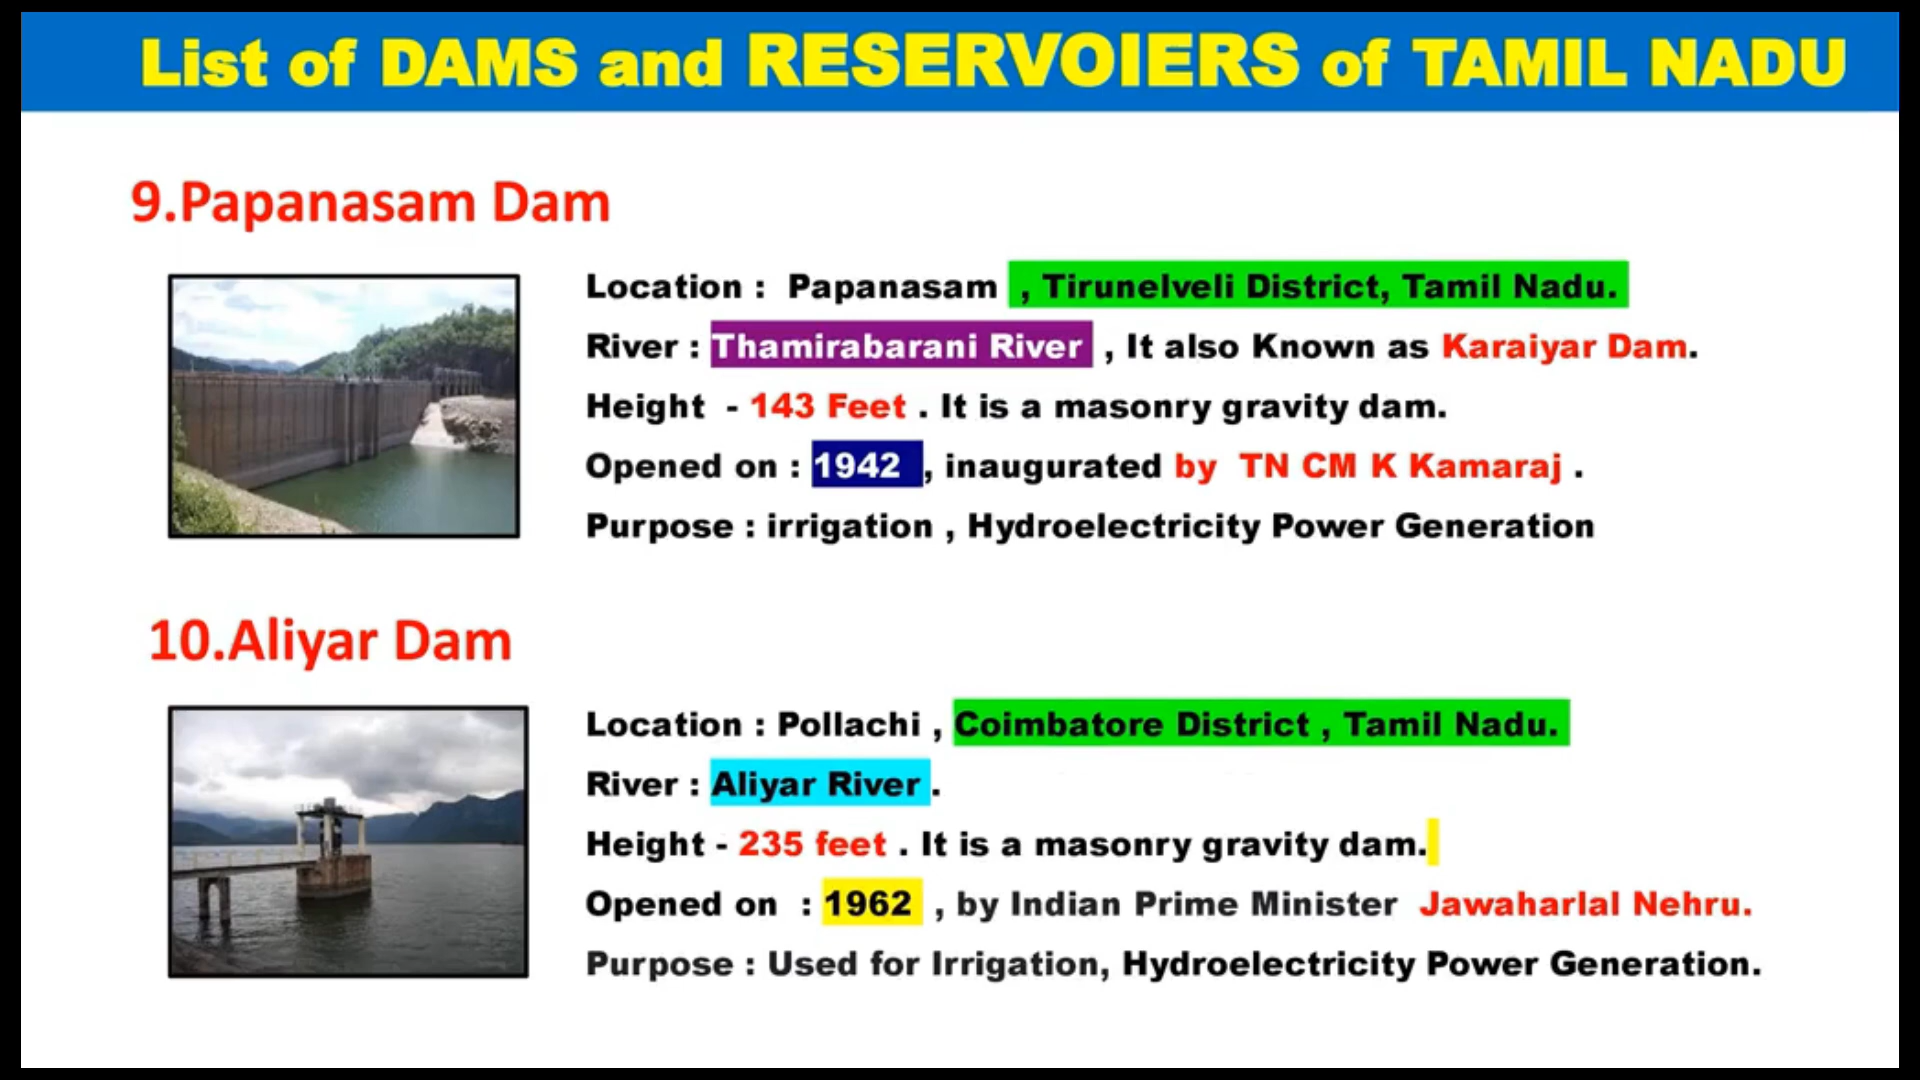 List of DAMS and RESERVOIERS of TAMIL NADU
9.Papanasam Dam
Location : Papanasam , Tirunelveli District, Tamil Nadu.
River : Thamirabarani River , It also Known as Karaiyar Dam.
Height - 143 Feet . It is a masonry gravity dam.
Opened on : 1942 , inaugurated by TN CM K Kamaraj .
Purpose : irrigation , Hydroelectricity Power Generation
10.Aliyar Dam
Location : Pollachi , Coimbatore District , Tamil Nadu.
River : Aliyar River .
Height - 235 feet . It is a masonry gravity dam.
Opened on : 1962 , by Indian Prime Minister Jawaharlal Nehru.
Purpose : Used for Irrigation, Hydroelectricity Power Generation.